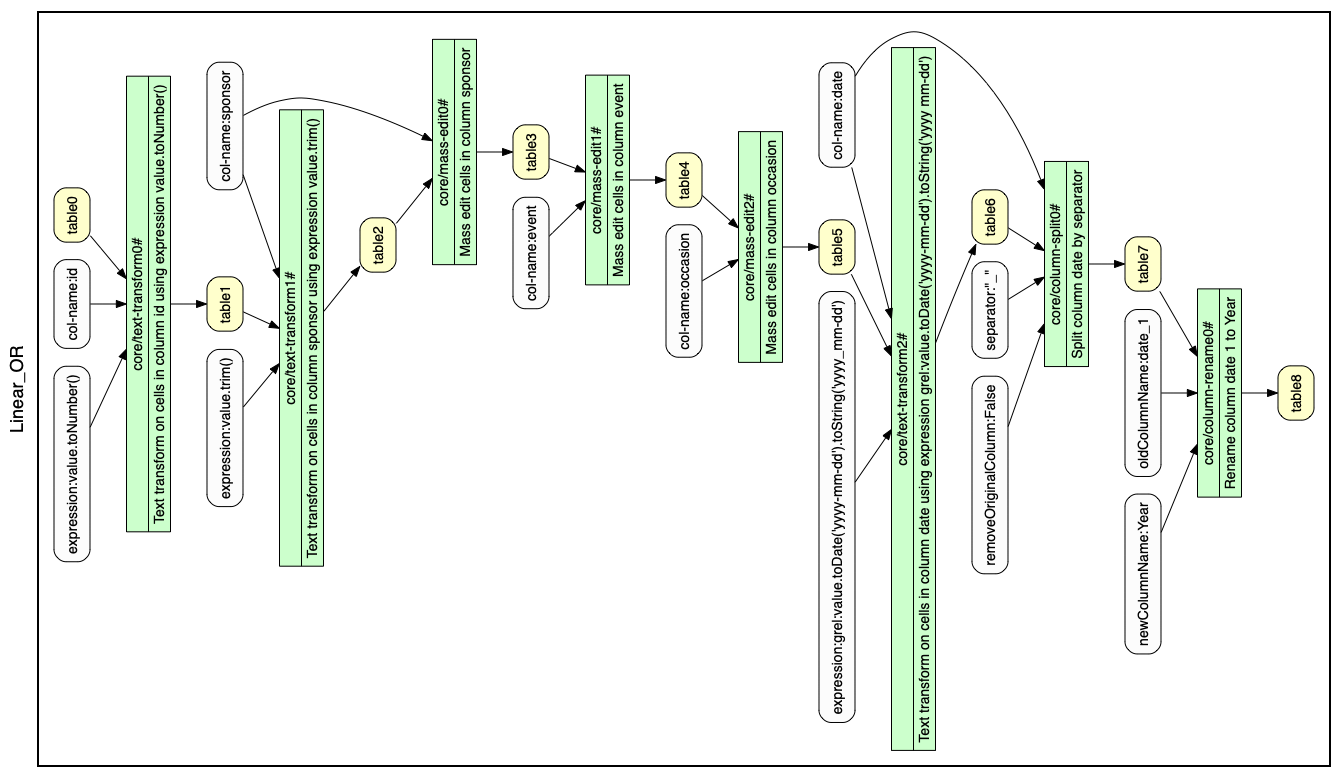 Linear_OR
table0
col-name:id
expression:value.toNumber()
core/text-transform0#
Text transform on cells in column id using expression value.toNumber()
col-name:sponsor
table1
expression:value.trim()
core/text-transform1#
Text transform on cells in column sponsor using expression value.trim()
table2
core/mass-edit0#
Mass edit cells in column sponsor
table3
col-name:event
core/mass-edit1#
Mass edit cells in column event
table4
col-name:occasion
core/mass-edit2#
Mass edit cells in column occasion
col-name:date
table5
expression:grel:value.toDate('yyyy-mm-dd').toString('yyyy_mm-dd')
core/text-transform2#
Text transform on cells in column date using expression grel:value.toDate('yyyy-mm-dd').toString('yyyy mm-dd')
table6
separator:"_"
removeOriginalColumn:False
core/column-split0#
Split column date by separator
table7
oldColumnName:date_1
newColumnName:Year
core/column-rename0#
Rename column date 1 to Year
table8